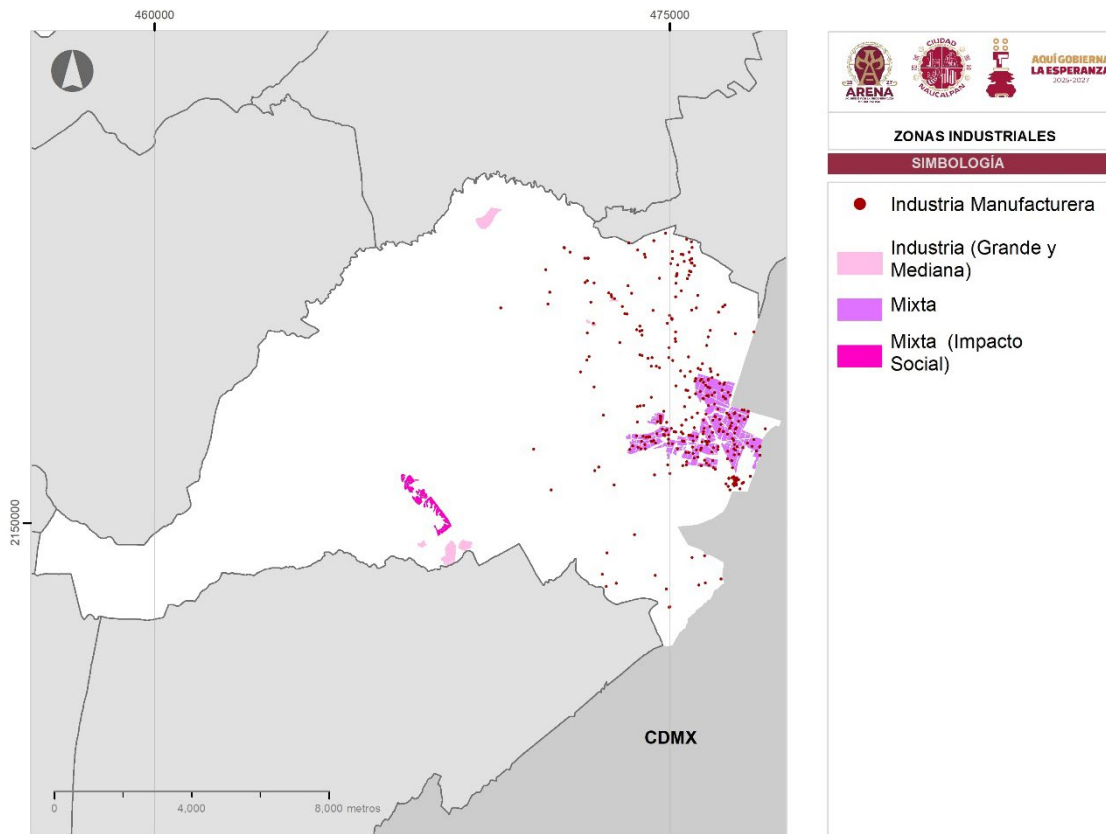 460000
475000
2150000
CDMX
0
4,000
8,000 metros
ARENA
CIUDAD
NAUCALPAN
AQUÍ GOBIERNA
LA ESPERANZA
2025-2027
ZONAS INDUSTRIALES
SIMBOLOGÍA
Industria Manufacturera
Industria (Grande y
Mediana)
Mixta
Mixta (Impacto
Social)